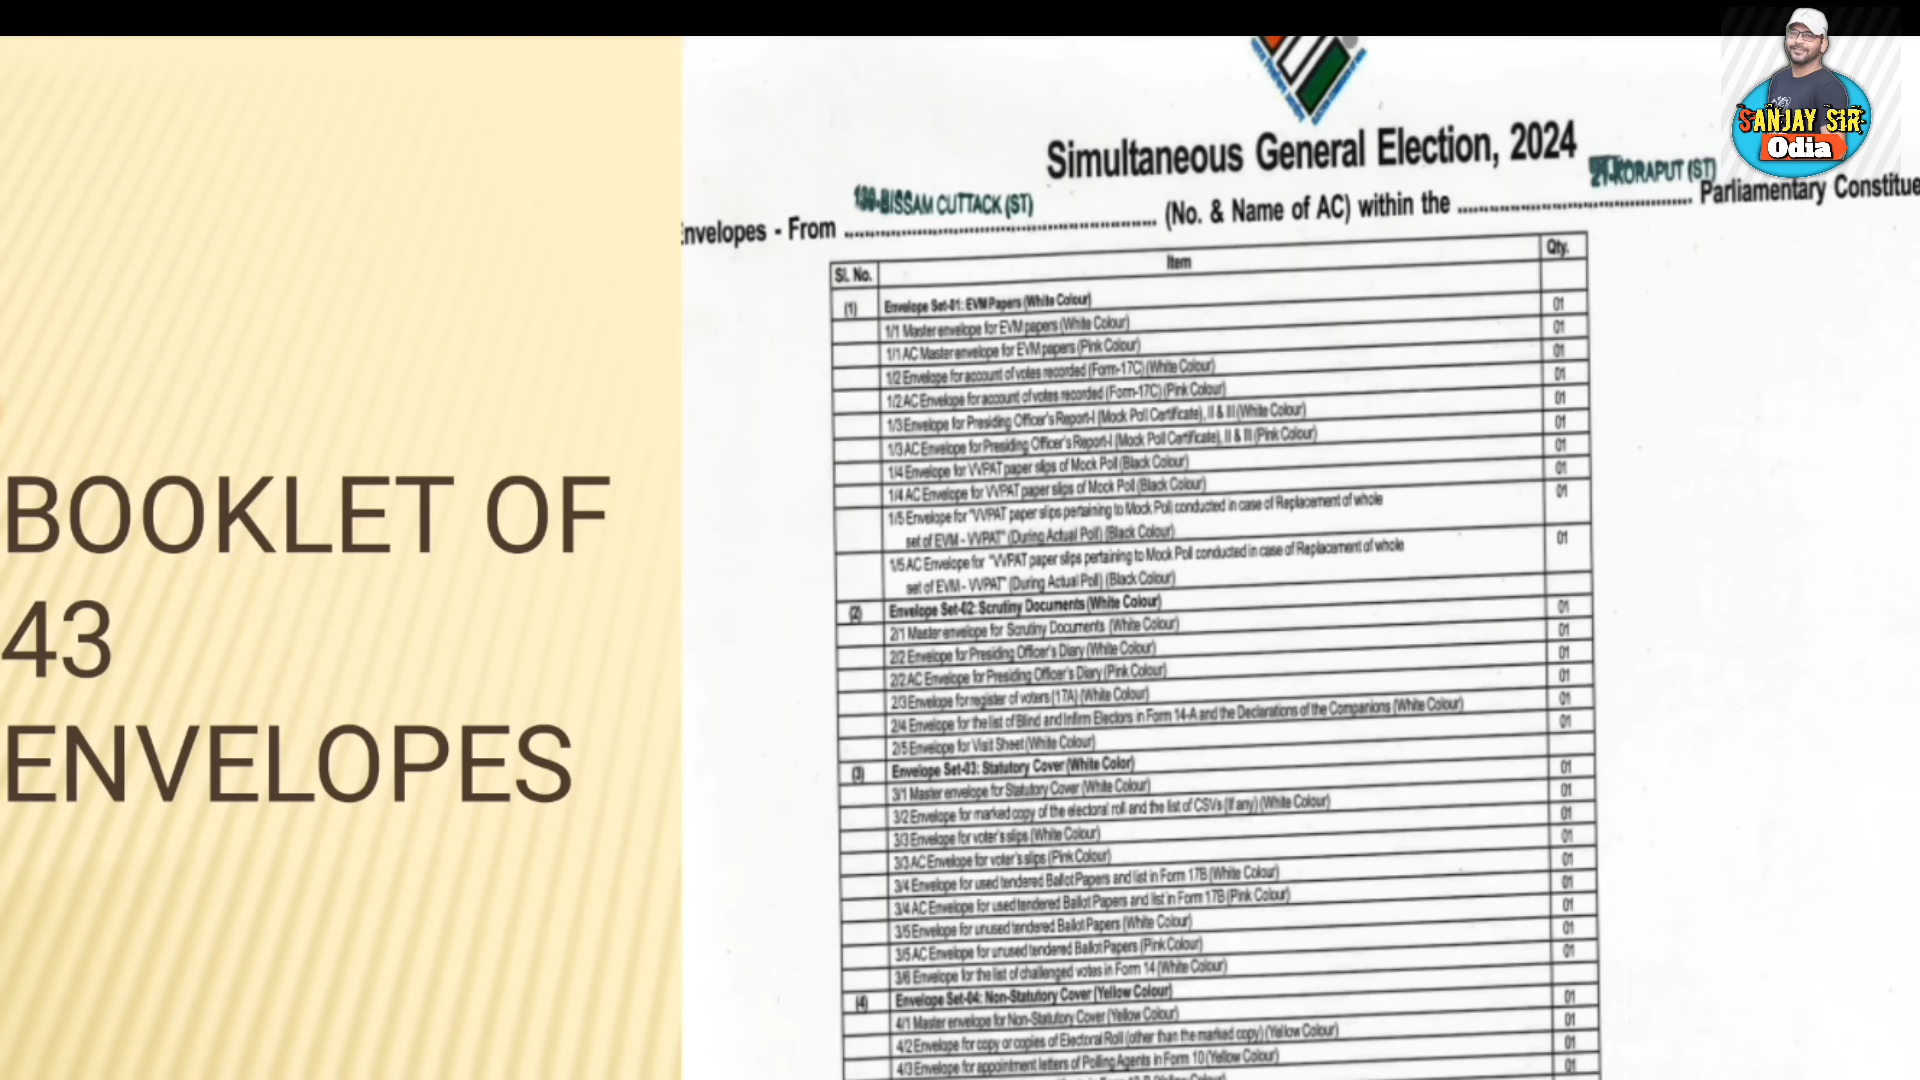 BOOKLET OF
43
ENVELOPES
SANJAY SIR
Odia
Simultaneous General Election, 2024
BISSAM CUTTACK (ST)
KORAPUT (ST)
nvelopes - From (No. & Name of AC) within the Parliamentary Constitue
Sl. No. Item Qty.
(1) Envelope Set-01: EVM Papers (White Colour)
1/1 Master envelope for EVM papers (White Colour) 01
1/1 AC Master envelope for EVM papers (Pink Colour) 01
1/2 Envelope for account of votes recorded (Form-17C) (White Colour) 01
1/2 AC Envelope for account of votes recorded (Form-17C) (Pink Colour) 01
1/3 Envelope for Presiding Officer's Report-I (Mock Poll Certificate), II & III (White Colour) 01
1/3 AC Envelope for Presiding Officer's Report-I (Mock Poll Certificate), II & III (Pink Colour) 01
1/4 Envelope for VVPAT paper slips of Mock Poll (Black Colour) 01
1/4 AC Envelope for VVPAT paper slips of Mock Poll (Black Colour) 01
1/5 Envelope for "VVPAT paper slips pertaining to Mock Poll conducted in case of Replacement of whole 01
set of EVM - VVPAT" (During Actual Poll) (Black Colour)
1/5 AC Envelope for "VVPAT paper slips pertaining to Mock Poll conducted in case of Replacement of whole 01
set of EVM - VVPAT" (During Actual Poll) (Black Colour)
(2) Envelope Set-02: Scrutiny Documents (White Colour)
2/1 Master envelope for Scrutiny Documents (White Colour) 01
2/2 Envelope for Presiding Officer's Diary (White Colour) 01
2/2 AC Envelope for Presiding Officer's Diary (Pink Colour) 01
2/3 Envelope for register of voters (17A) (White Colour) 01
2/4 Envelope for the list of Blind and Infirm Electors in Form 14-A and the Declarations of the Companions (White Colour) 01
2/5 Envelope for Visit Sheet (White Colour) 01
(3) Envelope Set-03: Statutory Cover (White Color)
3/1 Master envelope for Statutory Cover (White Colour) 01
3/2 Envelope for marked copy of the electoral roll and the list of CSVs (If any) (White Colour) 01
3/3 Envelope for voter's slips (White Colour) 01
3/3 AC Envelope for voter's slips (Pink Colour) 01
3/4 Envelope for used tendered Ballot Papers and list in Form 17B (White Colour) 01
3/4 AC Envelope for used tendered Ballot Papers and list in Form 17B (Pink Colour) 01
3/5 Envelope for unused tendered Ballot Papers (White Colour) 01
3/5 AC Envelope for unused tendered Ballot Papers (Pink Colour) 01
3/6 Envelope for the list of challenged votes in Form 14 (White Colour) 01
(4) Envelope Set-04: Non-Statutory Cover (Yellow Colour)
4/1 Master envelope for Non-Statutory Cover (Yellow Colour) 01
4/2 Envelope for copy or copies of Electoral Roll (other than the marked copy) (Yellow Colour) 01
4/3 Envelope for appointment letters of Polling Agents in Form 10 (Yellow Colour) 01
01